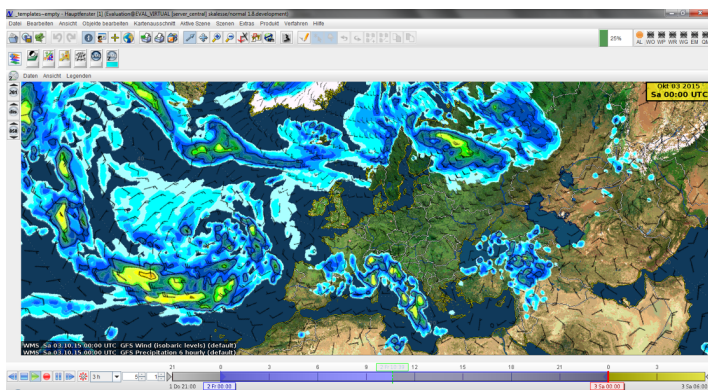 _templates~empty - Hauptfenster (1) (Evaluation@EVAL_VIRTUAL [server_central] skalesse/normal 1.8.development)
Datei Bearbeiten Ansicht Objekte bearbeiten Kartenausschnitt Aktive Szene Szenen Extras Produkt Verfahren Hilfe
25%
AL WO WP WR WG EM QM
Daten Ansicht Legenden
Okt 03 2015
Sa 00:00 UTC
WMS Sa 03.10.15 00:00 UTC GFS Wind (isobaric levels) (default)
WMS Sa 03.10.15 00:00 UTC GFS Precipitation 6 hourly (default)
3 h
21 0 3 6 9 12 15 18 21 0 3
1 Do 21:00 2 Fr 00:00 3 Sa 00:00 3 Sa 06:00